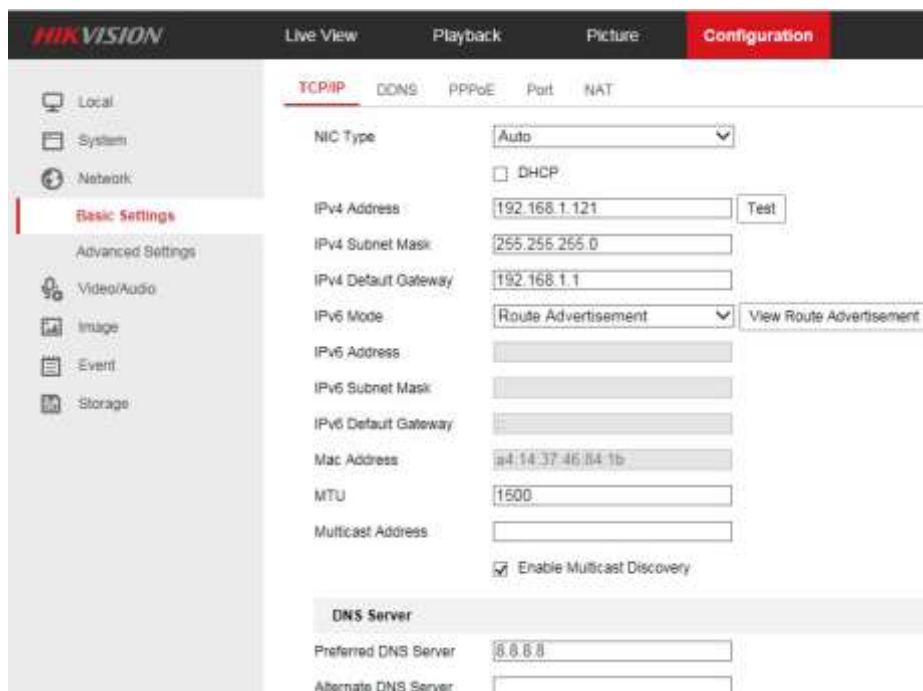 HIKVISION Live View Playback Picture Configuration
TCP/IP DDNS PPPoE Port NAT
Local
System
Network
Basic Settings
Advanced Settings
Video/Audio
Image
Event
Storage
NIC Type Auto
DHCP
IPv4 Address 192.168.1.121 Test
IPv4 Subnet Mask 255.255.255.0
IPv4 Default Gateway 192.168.1.1
IPv6 Mode Route Advertisement View Route Advertisement
IPv6 Address
IPv6 Subnet Mask
IPv6 Default Gateway ::
Mac Address a4:14:37:46:84:1b
MTU 1500
Multicast Address
Enable Multicast Discovery
DNS Server
Preferred DNS Server 8.8.8.8
Alternate DNS Server